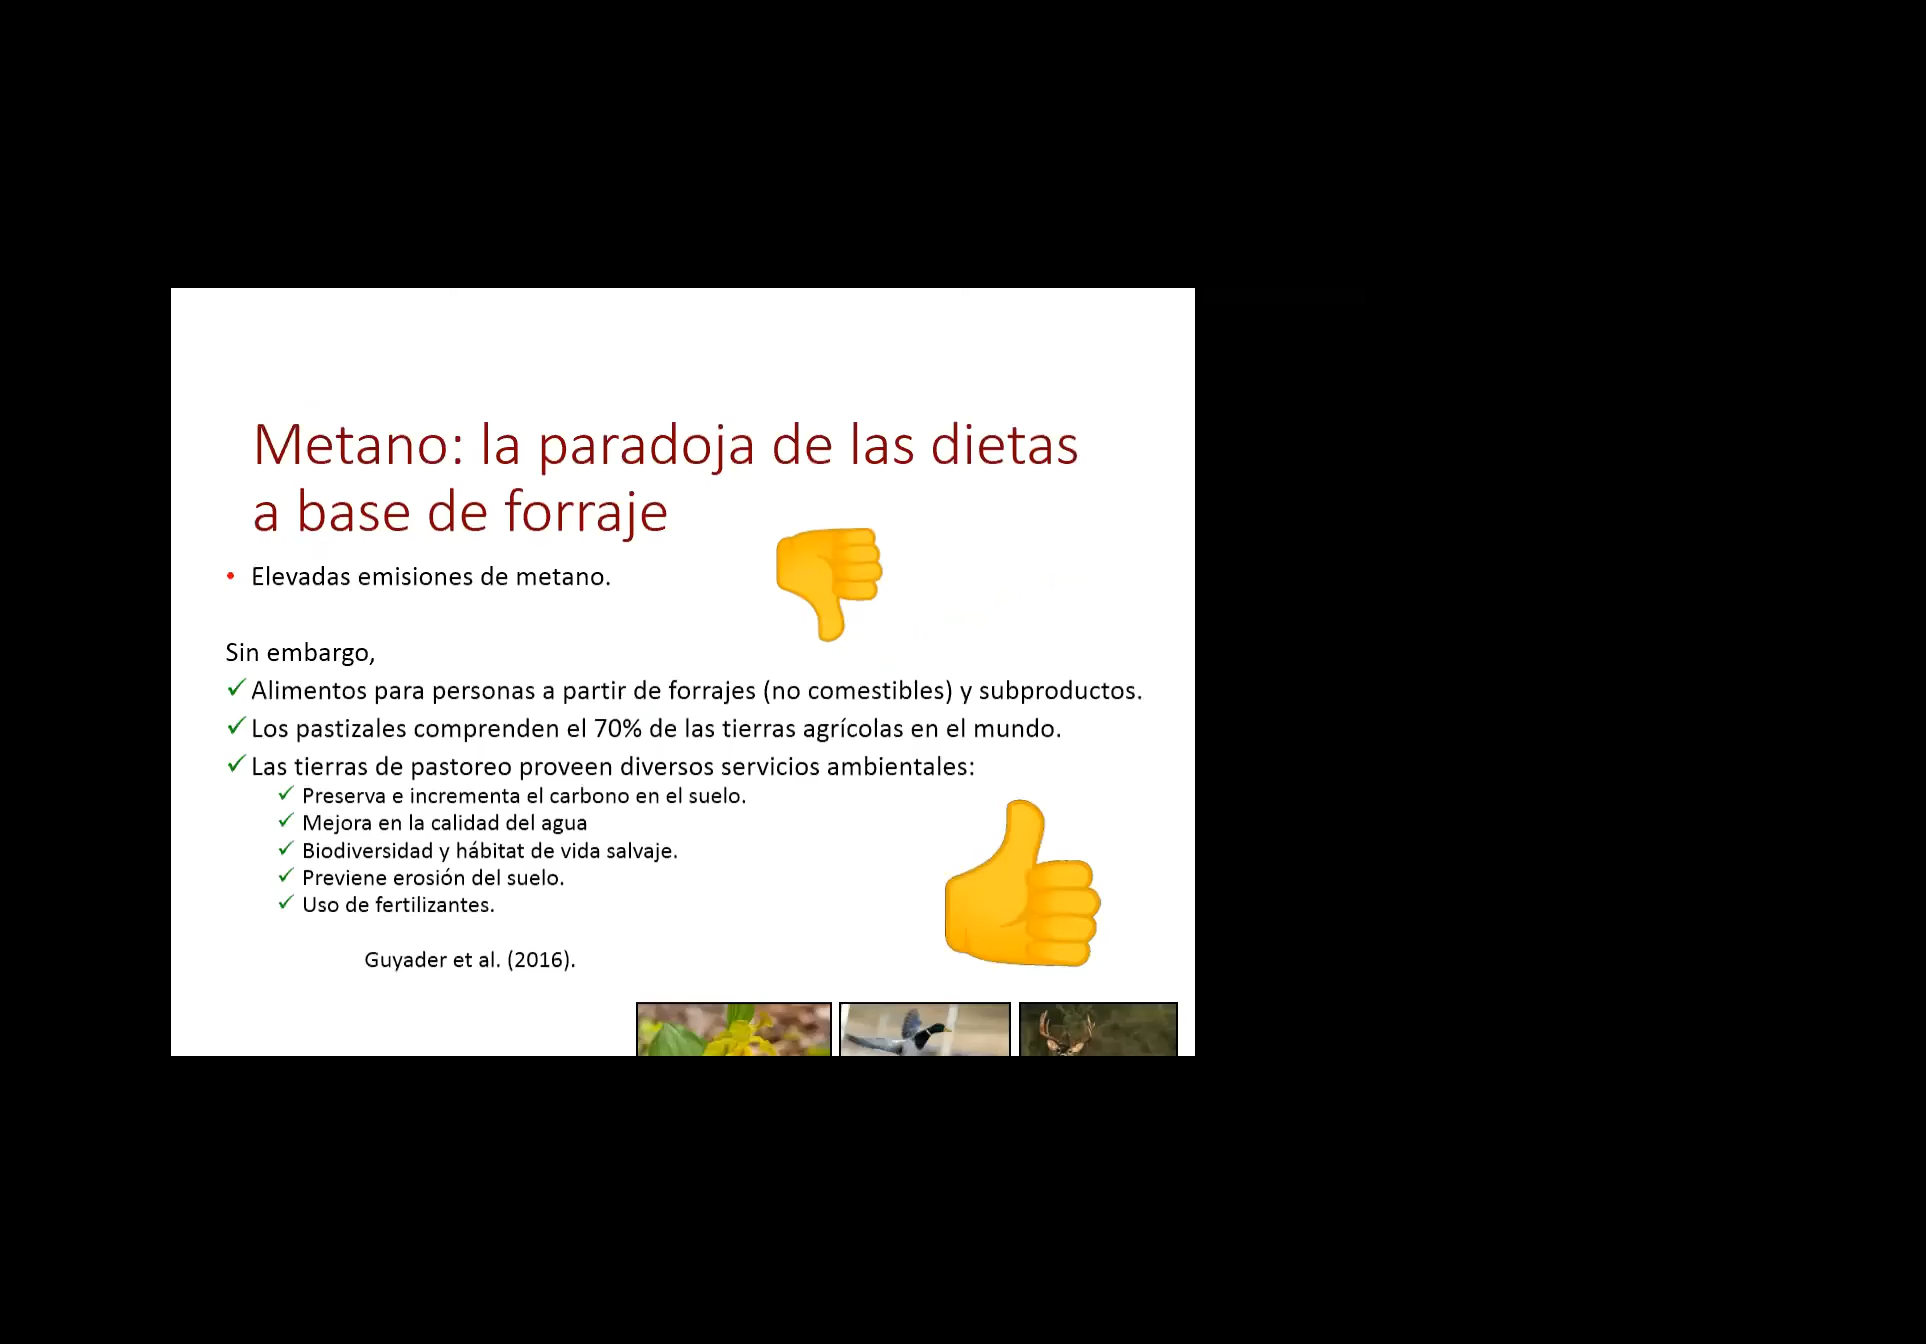 Metano: la paradoja de las dietas
a base de forraje
• Elevadas emisiones de metano.
Sin embargo,
✓ Alimentos para personas a partir de forrajes (no comestibles) y subproductos.
✓ Los pastizales comprenden el 70% de las tierras agrícolas en el mundo.
✓ Las tierras de pastoreo proveen diversos servicios ambientales:
✓ Preserva e incrementa el carbono en el suelo.
✓ Mejora en la calidad del agua
✓ Biodiversidad y hábitat de vida salvaje.
✓ Previene erosión del suelo.
✓ Uso de fertilizantes.
Guyader et al. (2016).